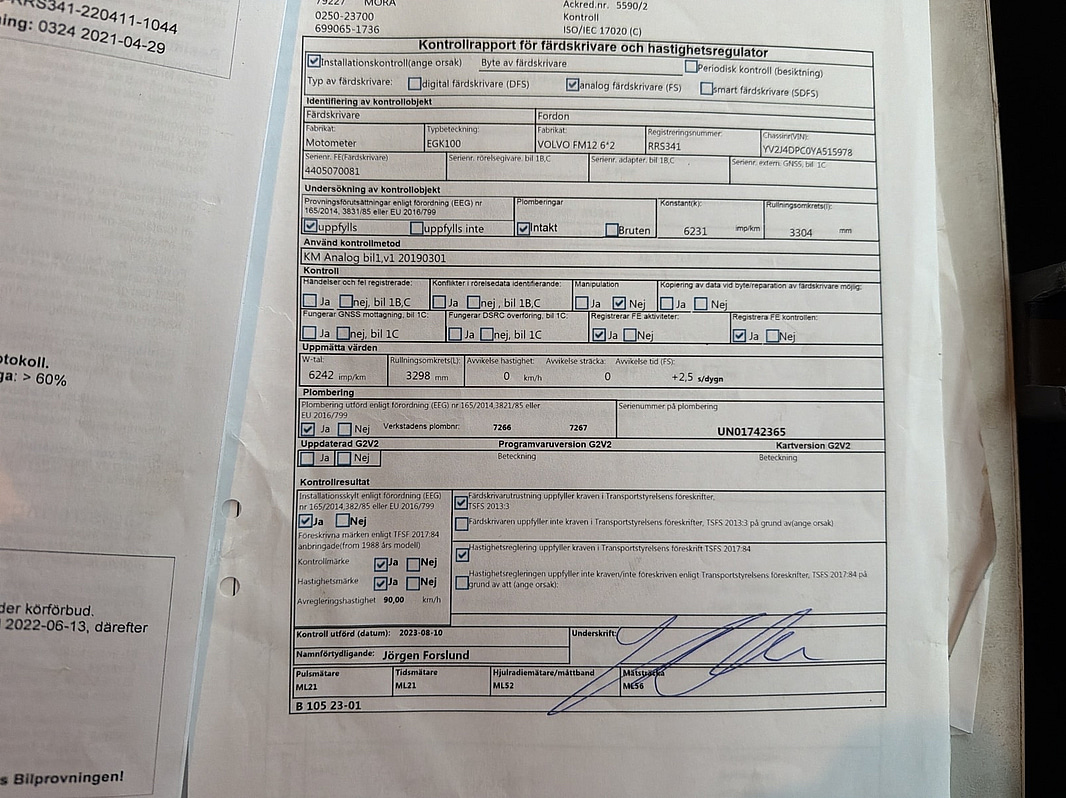 RRS341-220411-1044
ning: 0324 2021-04-29
otokoll.
ga: > 60%
der körförbud.
2022-06-13, därefter
s Bilprovningen!
79227 MORA
0250-23700
699065-1736
Ackred.nr. 5590/2
Kontroll
ISO/IEC 17020 (C)
Kontrollrapport för färdskrivare och hastighetsregulator
Installationskontroll(ange orsak) Byte av färdskrivare Periodisk kontroll (besiktning)
Typ av färdskrivare: digital färdskrivare (DFS) analog färdskrivare (FS) smart färdskrivare (SDFS)
Identifiering av kontrollobjekt
Färdskrivare Fordon
Fabrikat: Typbeteckning: Fabrikat: Registreringsnummer: Chassinr(VIN):
Motometer EGK100 VOLVO FM12 6*2 RRS341 YV2J4DPC0YA515978
Serienr. FE(Färdskrivare) Serienr. rörelsegivare. bil 1B,C Serienr. adapter. bil 1B,C Serienr. extern. GNSS, bil 1C
4405070081
Undersökning av kontrollobjekt
Provningsförutsättningar enligt förordning (EEG) nr Plomberingar Konstant(k): Rullningsomkrets(l):
165/2014, 3831/85 eller EU 2016/799
uppfylls uppfylls inte Intakt Bruten 6231 imp/km 3304 mm
Använd kontrollmetod
KM Analog bil1,v1 20190301
Kontroll
Händelser och fel registrerade: Konflikter i rörelsedata identifierande: Manipulation Kopiering av data vid byte/reparation av färdskrivare möjlig:
Ja nej, bil 1B,C Ja nej , bil 1B,C Ja Nej Ja Nej
Fungerar GNSS mottagning, bil 1C: Fungerar DSRC överföring, bil 1C: Registrerar FE aktiviteter: Registrera FE kontrollen:
Ja nej, bil 1C Ja nej, bil 1C Ja Nej Ja Nej
Uppmätta värden
W-tal: Rullningsomkrets(L): Avvikelse hastighet: Avvikelse sträcka: Avvikelse tid (FS):
6242 imp/km 3298 mm 0 km/h 0 +2,5 s/dygn
Plombering
Plombering utförd enligt förordning (EEG) nr 165/2014,3821/85 eller Serienummer på plombering
EU 2016/799
Ja Nej Verkstadens plombnr: 7266 7267 UN01742365
Uppdaterad G2V2 Programvaruversion G2V2 Kartversion G2V2
Ja Nej Beteckning Beteckning
Kontrollresultat
Installationsskylt enligt förordning (EEG)
nr 165/2014,382/85 eller EU 2016/799
Ja Nej
Föreskrivna märken enligt TFSF 2017:84
anbringade(from 1988 års modell)
Kontrollmärke Ja Nej
Hastighetsmärke Ja Nej
Avregleringshastighet 90,00 km/h
Färdskrivarutrustning uppfyller kraven i Transportstyrelsens föreskrifter,
TSFS 2013:3
Färdskrivaren uppfyller inte kraven i Transportstyrelsens föreskrifter, TSFS 2013:3 på grund av(ange orsak)
Hastighetsreglering uppfyller kraven i Transportstyrelsens föreskrift TSFS 2017:84
Hastighetsregleringen uppfyller inte kraven/inte föreskriven enligt Transportstyrelsens föreskrifter, TSFS 2017:84 på
grund av att (ange orsak):
Kontroll utförd (datum): 2023-08-10 Underskrift:
Namnförtydligande: Jörgen Forslund
Pulsmätare Tidsmätare Hjulradiemätare/måttband Mätsträcka
ML21 ML21 ML52 ML56
B 105 23-01